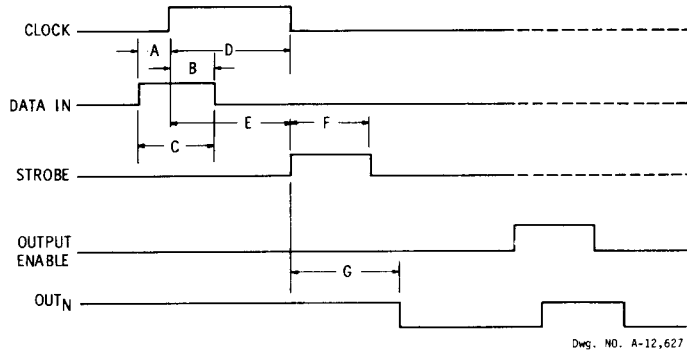 CLOCK
A
D
B
DATA IN
E
F
C
STROBE
OUTPUT
ENABLE
G
OUTN
Dwg. NO. A-12,627